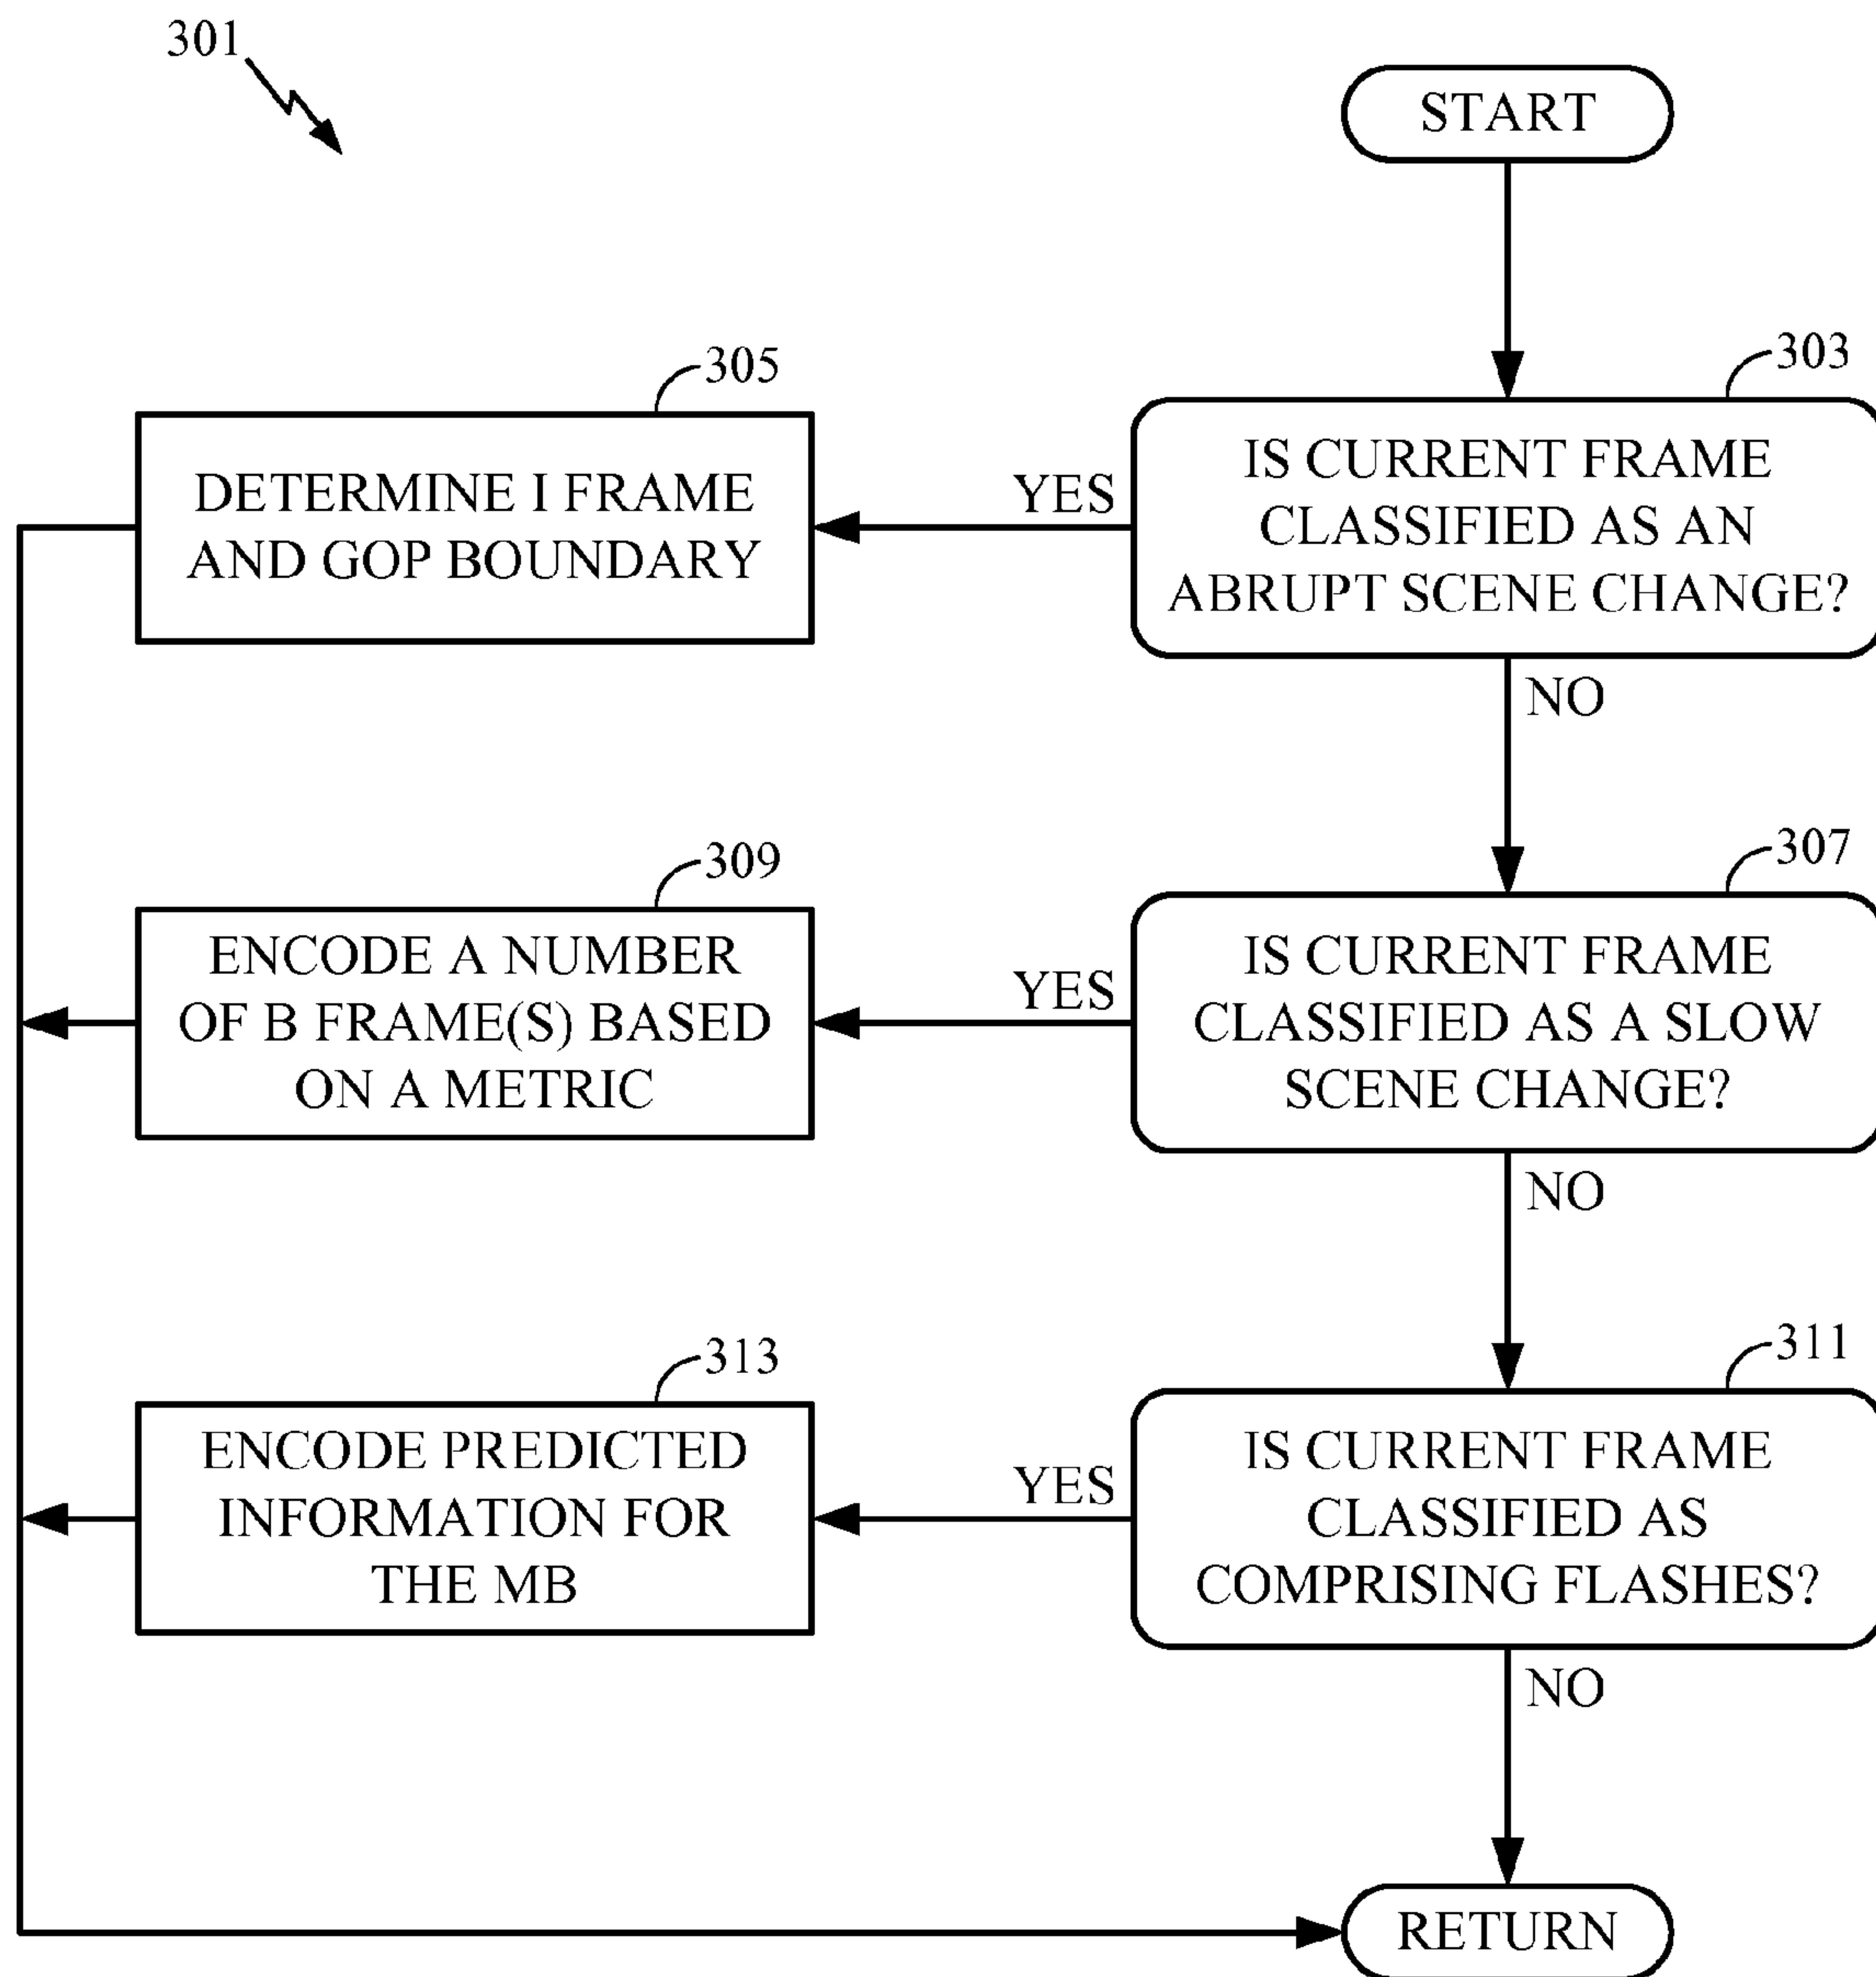 301
START
303
IS CURRENT FRAME
CLASSIFIED AS AN
ABRUPT SCENE CHANGE?
YES
305
DETERMINE I FRAME
AND GOP BOUNDARY
NO
307
IS CURRENT FRAME
CLASSIFIED AS A SLOW
SCENE CHANGE?
YES
309
ENCODE A NUMBER
OF B FRAME(S) BASED
ON A METRIC
NO
311
IS CURRENT FRAME
CLASSIFIED AS
COMPRISING FLASHES?
YES
313
ENCODE PREDICTED
INFORMATION FOR
THE MB
NO
RETURN